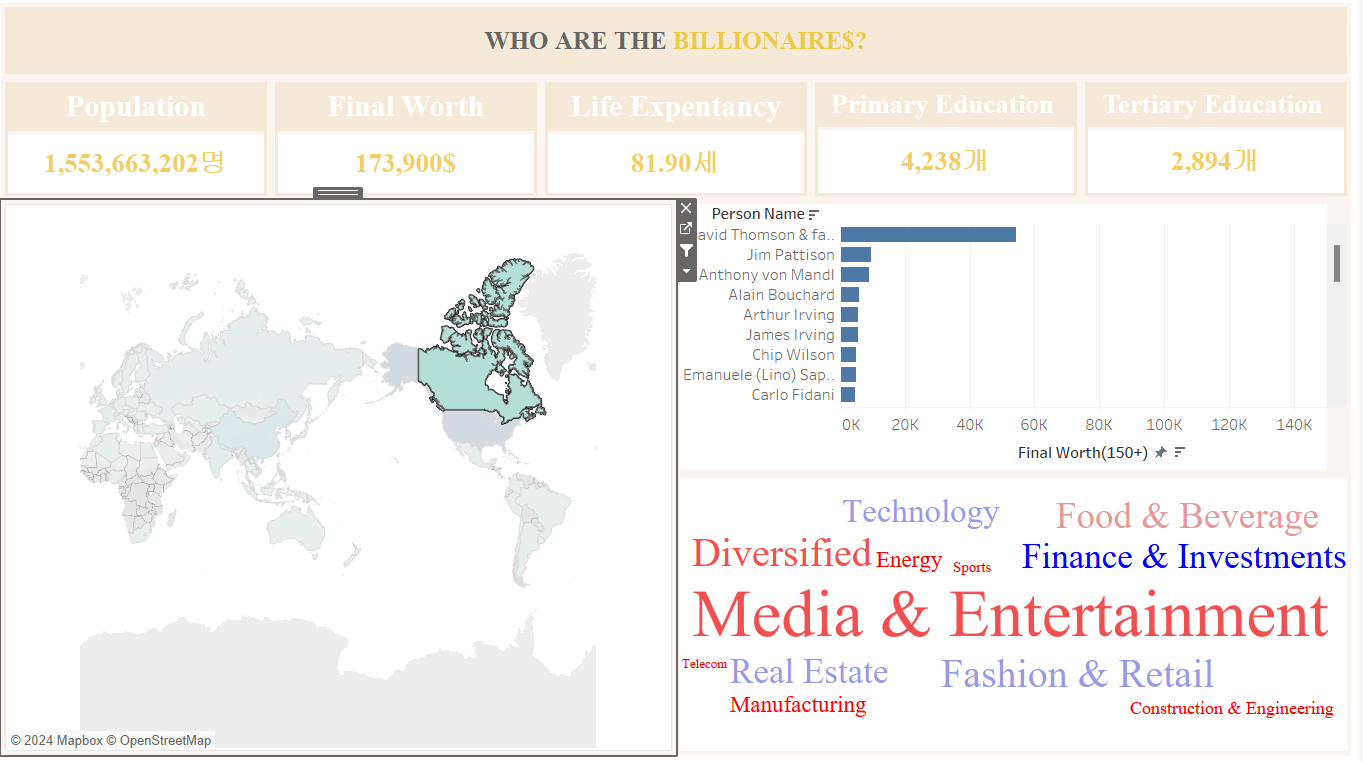 WHO ARE THE BILLIONAIRE$?
Population
Final Worth
Life Expentancy
Primary Education
Tertiary Education
1,553,663,202명
173,900$
81.90세
4,238개
2,894개
Person Name
avid Thomson & fa..
Jim Pattison
Anthony von Mandl
Alain Bouchard
Arthur Irving
James Irving
Chip Wilson
Emanuele (Lino) Sap..
Carlo Fidani
0K 20K 40K 60K 80K 100K 120K 140K
Final Worth(150+)
Technology
Food & Beverage
Diversified
Energy
Sports
Finance & Investments
Media & Entertainment
Telecom
Real Estate
Fashion & Retail
Manufacturing
Construction & Engineering
© 2024 Mapbox © OpenStreetMap